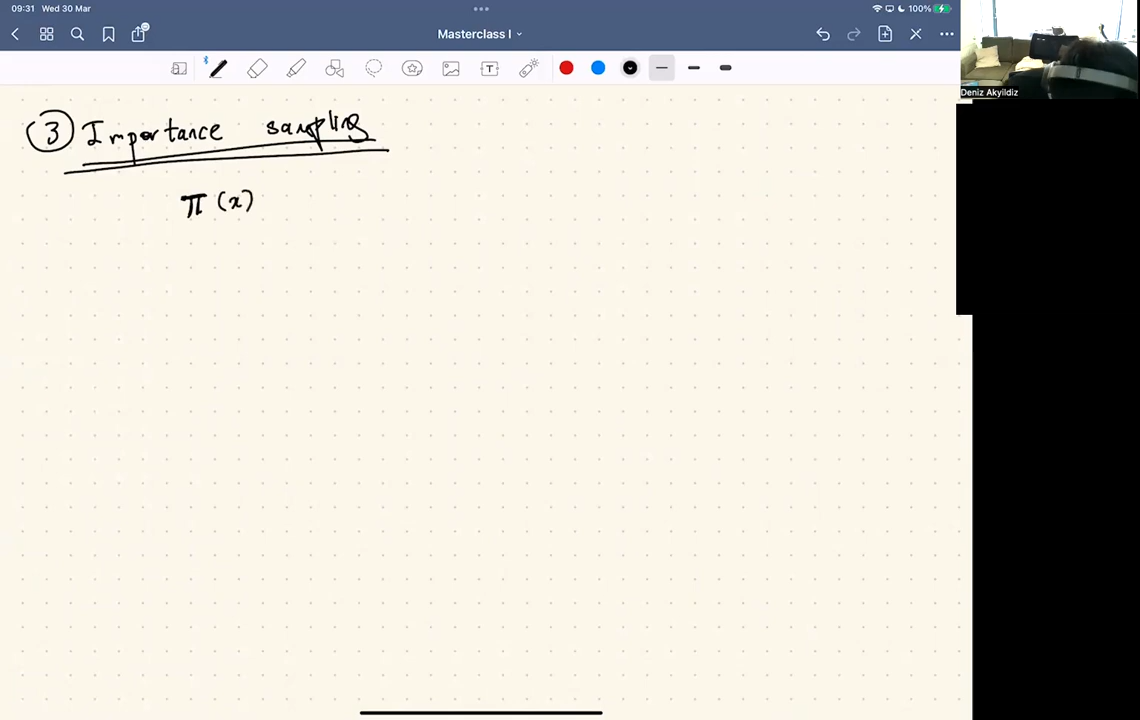 09:31 Wed 30 Mar
100%
Masterclass I
Deniz Akyildiz
3 Importance sampling
π(x)